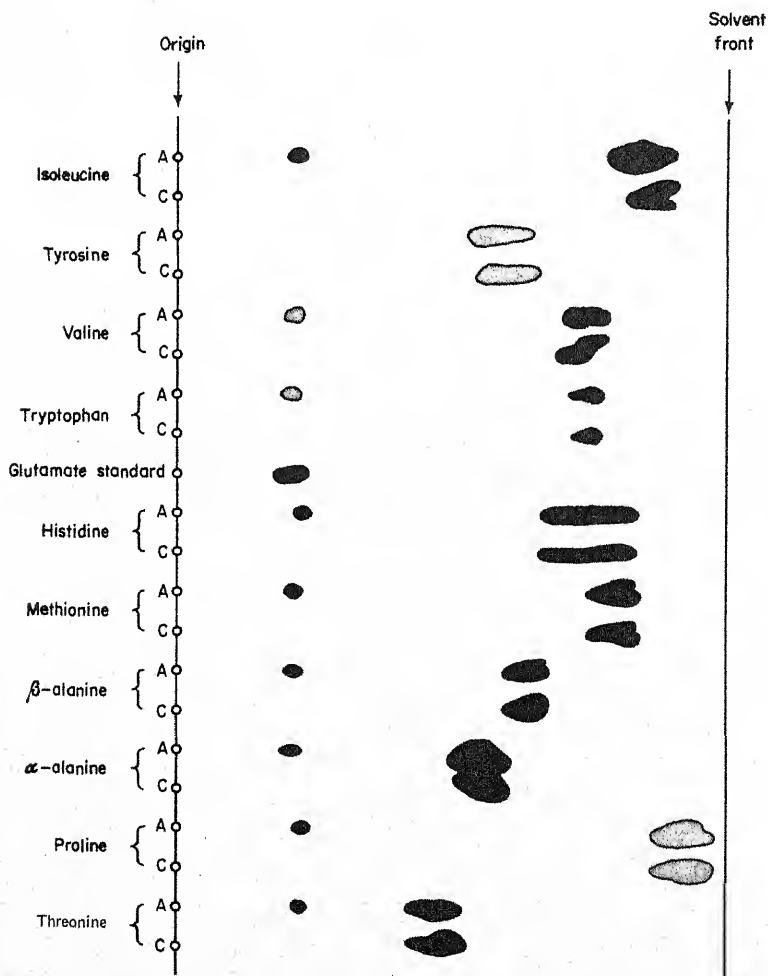 Origin
Solvent
front
Isoleucine
A
C
Tyrosine
A
C
Valine
A
C
Tryptophan
A
C
Glutamate standard
Histidine
A
C
Methionine
A
C
β-alanine
A
C
α-alanine
A
C
Proline
A
C
Threonine
A
C